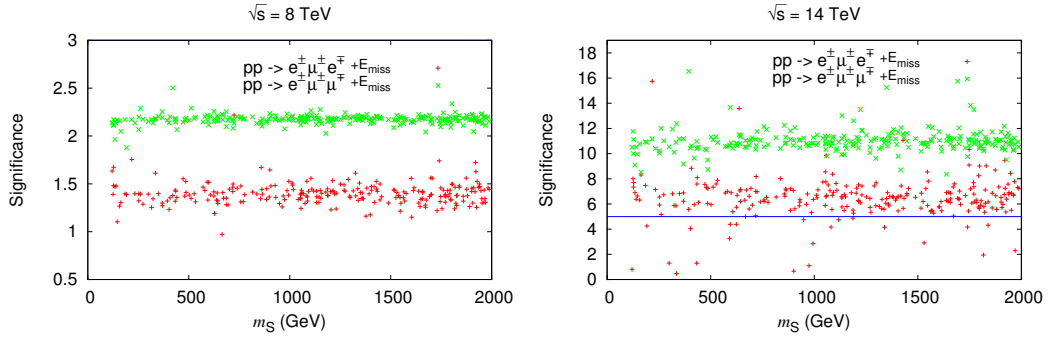 √s = 8 TeV
3
2.5
2
1.5
1
0.5
Significance
pp -> e± μ± e∓ +Emiss
pp -> e± μ± μ∓ +Emiss
0 500 1000 1500 2000
mS (GeV)
√s = 14 TeV
18
16
14
12
10
8
6
4
2
0
Significance
pp -> e± μ± e∓ +Emiss
pp -> e± μ± μ∓ +Emiss
0 500 1000 1500 2000
mS (GeV)